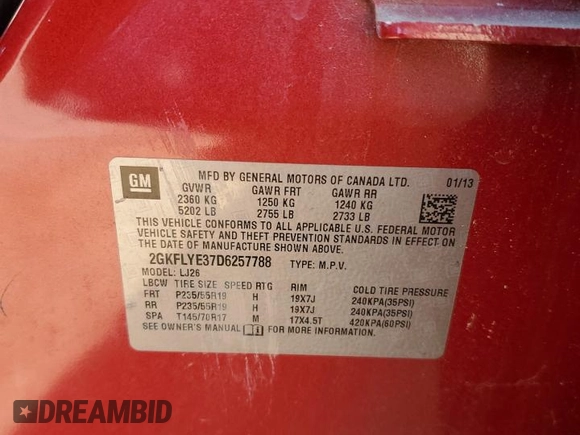 GM
MFD BY GENERAL MOTORS OF CANADA LTD. 01/13
GVWR GAWR FRT GAWR RR
2360 KG 1250 KG 1240 KG
5202 LB 2755 LB 2733 LB
THIS VEHICLE CONFORMS TO ALL APPLICABLE U.S. FEDERAL MOTOR
VEHICLE SAFETY AND THEFT PREVENTION STANDARDS IN EFFECT ON
THE DATE OF MANUFACTURE SHOWN ABOVE.
2GKFLYE37D6257788 TYPE: M.P.V.
MODEL: LJ26
LBCW TIRE SIZE SPEED RTG RIM COLD TIRE PRESSURE
FRT P235/55R19 H 19X7J 240KPA(35PSI)
RR P235/55R19 H 19X7J 240KPA(35PSI)
SPA T145/70R17 M 17X4.5T 420KPA(60PSI)
SEE OWNER'S MANUAL FOR MORE INFORMATION.
DREAMBID